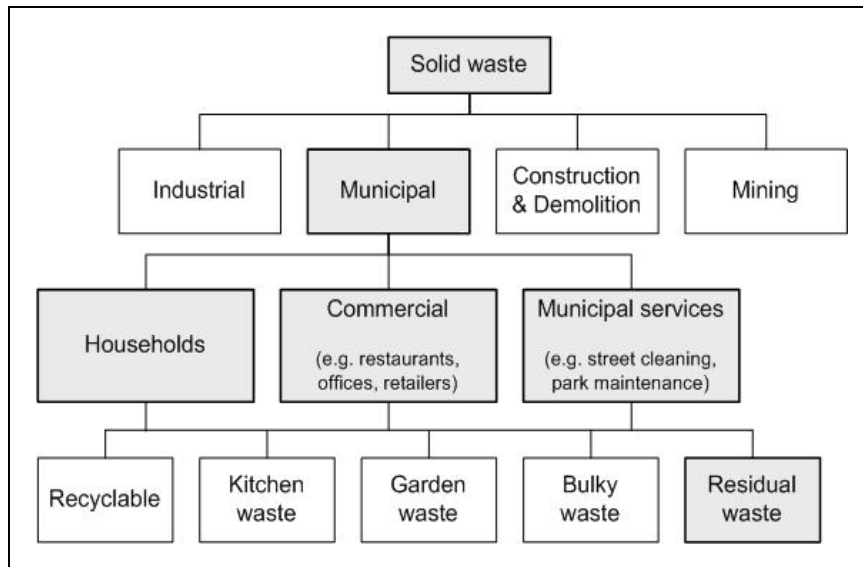 Solid waste
Industrial
Municipal
Construction
& Demolition
Mining
Households
Commercial
(e.g. restaurants,
offices, retailers)
Municipal services
(e.g. street cleaning,
park maintenance)
Recyclable
Kitchen
waste
Garden
waste
Bulky
waste
Residual
waste